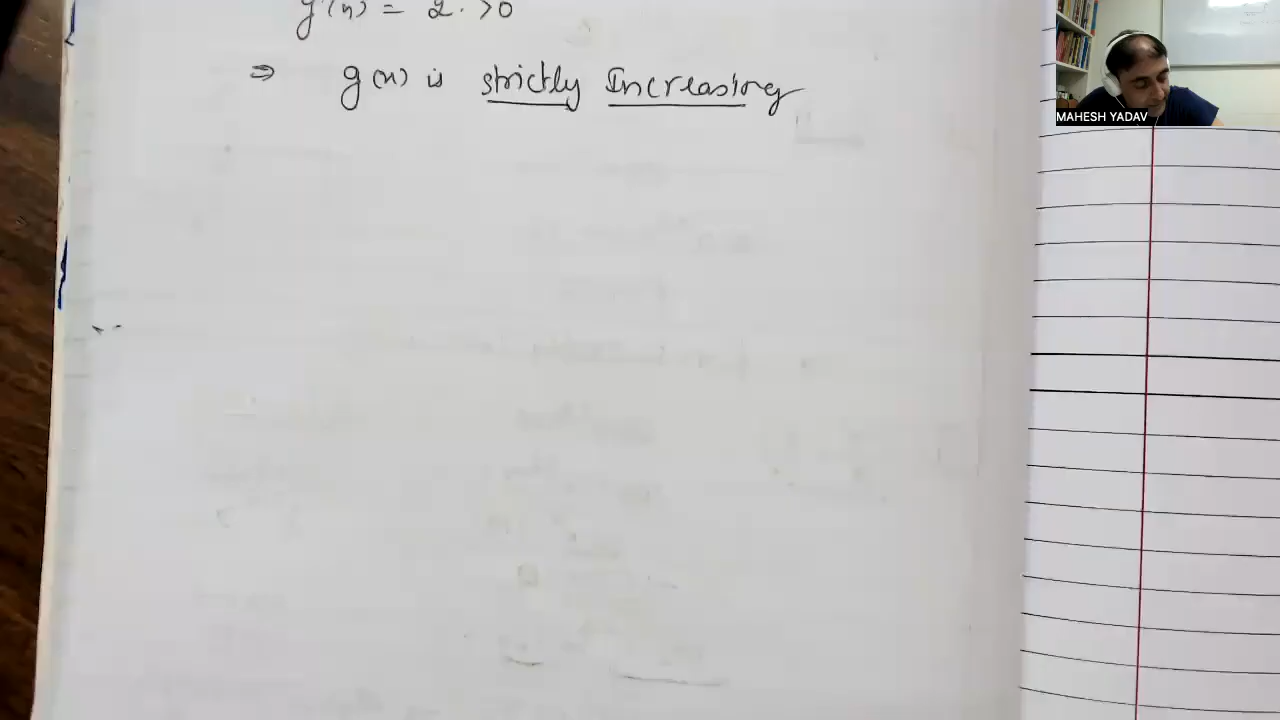 g'(x) = 2. >0
⇒ g(x) is strictly Increasing
MAHESH YADAV